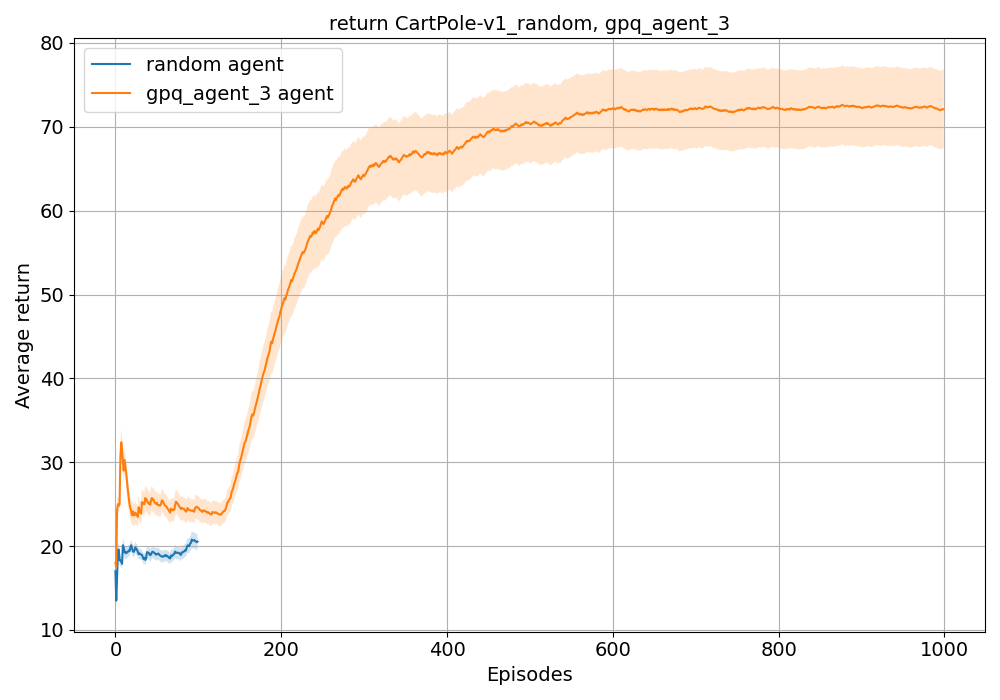 return CartPole-v1_random, gpq_agent_3
random agent
gpq_agent_3 agent
80
70
60
50
40
30
20
10
Average return
0 200 400 600 800 1000
Episodes